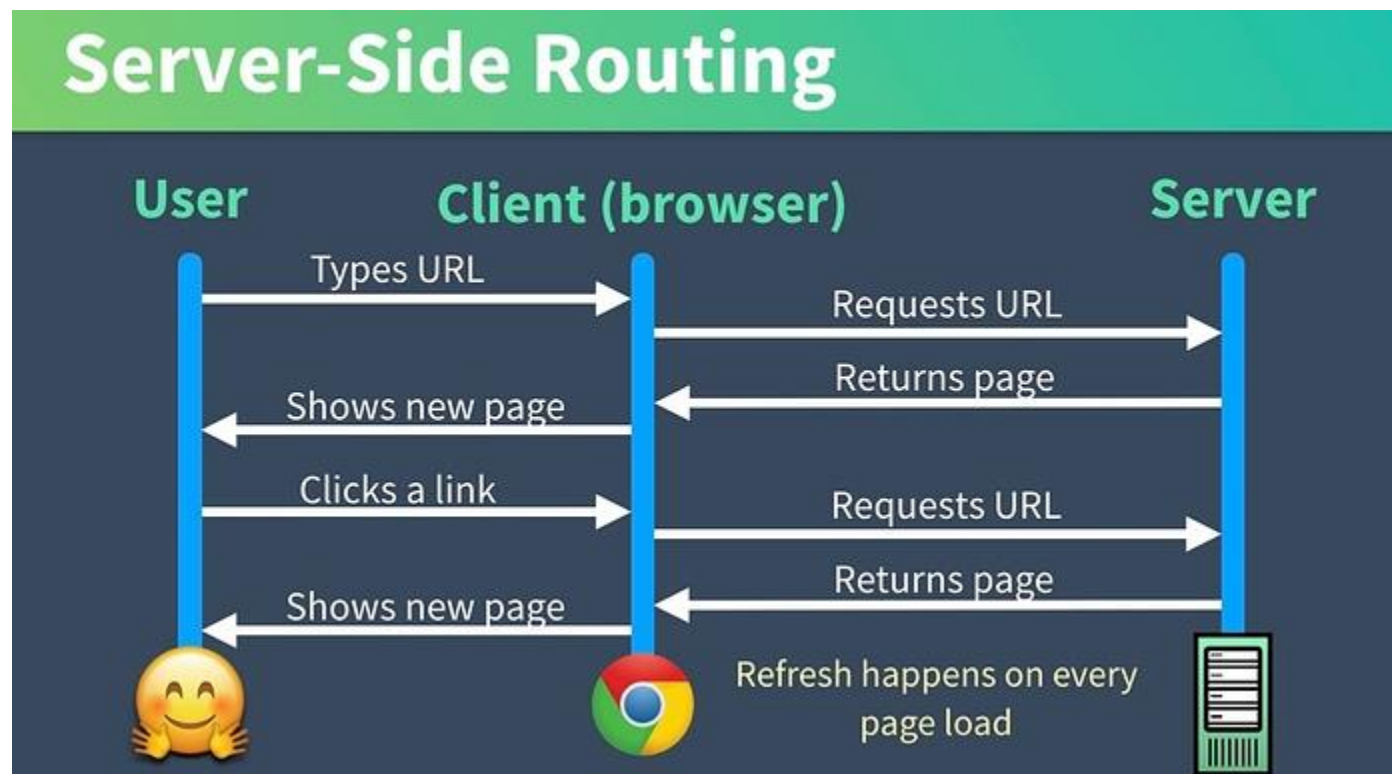 Server-Side Routing
User
Client (browser)
Server
Types URL
Requests URL
Returns page
Shows new page
Clicks a link
Requests URL
Returns page
Shows new page
Refresh happens on every
page load